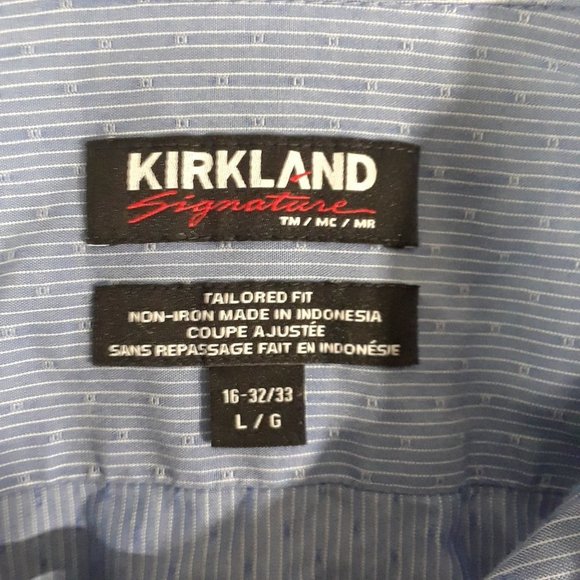 KIRKLAND
Signature
TM / MC / MR
TAILORED FIT
NON-IRON MADE IN INDONESIA
COUPE AJUSTÉE
SANS REPASSAGE FAIT EN INDONÉSIE
16-32/33
L / G